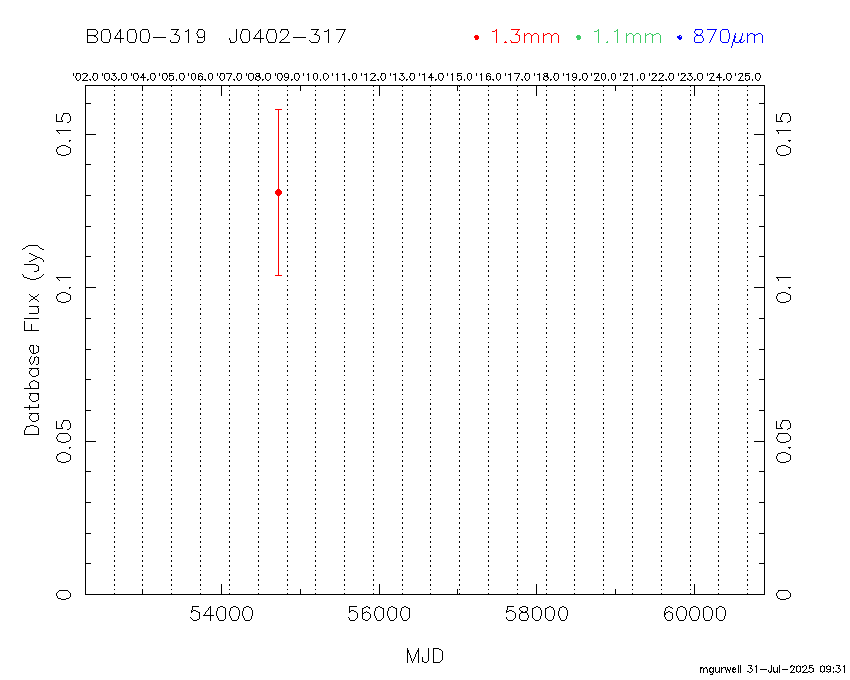 B0400-319 J0402-317 1.3mm 1.1mm 870μm
'02.0 '03.0 '04.0 '05.0 '06.0 '07.0 '08.0 '09.0 '10.0 '11.0 '12.0 '13.0 '14.0 '15.0 '16.0 '17.0 '18.0 '19.0 '20.0 '21.0 '22.0 '23.0 '24.0 '25.0
0.15 0.15
0.1 0.1
Database Flux (Jy)
0.05 0.05
0 0
54000 56000 58000 60000
MJD
mgurwell 31-Jul-2025 09:31